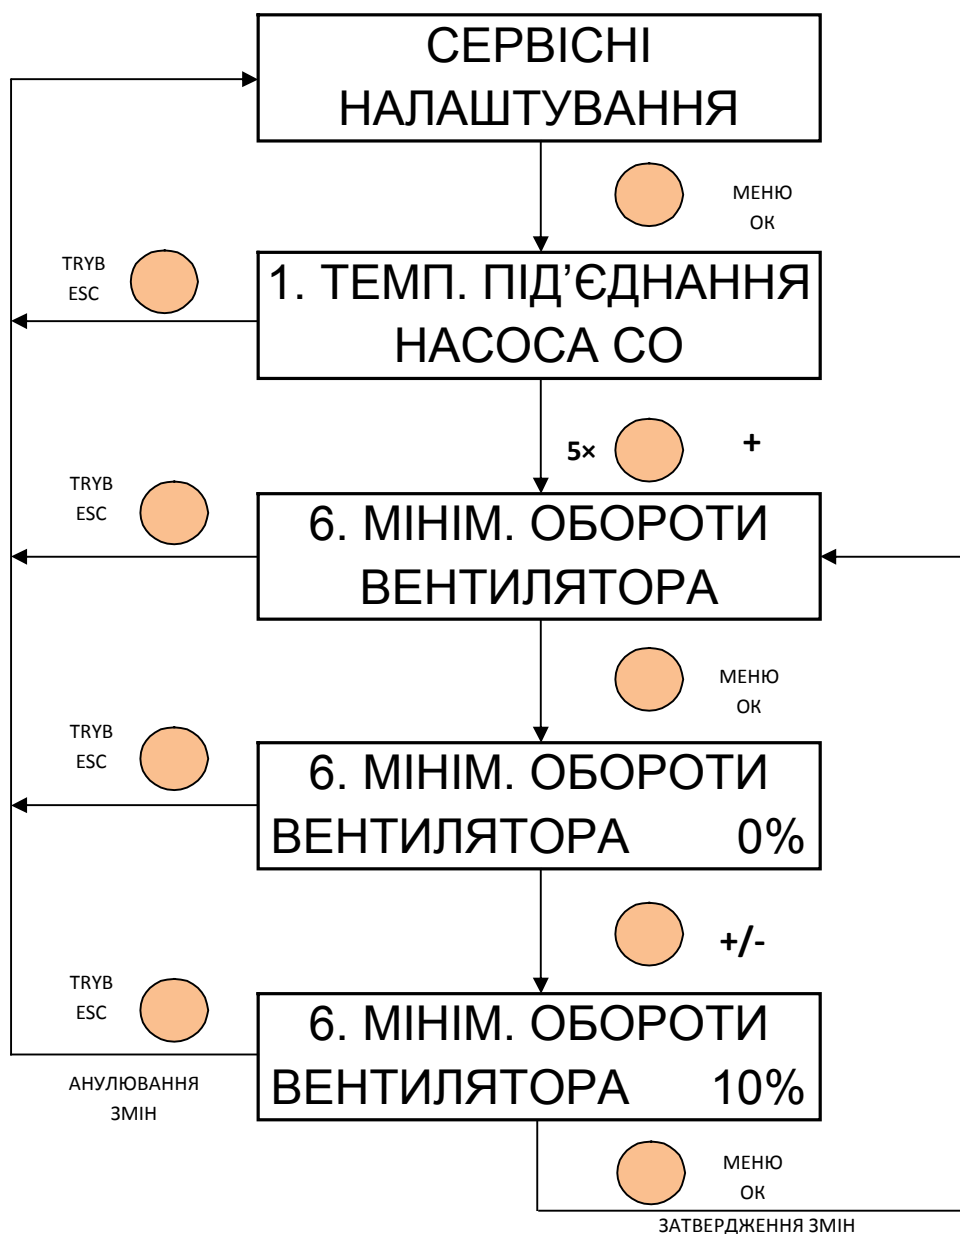 СЕРВІСНІ
НАЛАШТУВАННЯ
МЕНЮ
ОК
TRYB
ESC
1. ТЕМП. ПІД’ЄДНАННЯ
НАСОСА СО
5×
+
TRYB
ESC
6. МІНІМ. ОБОРОТИ
ВЕНТИЛЯТОРА
МЕНЮ
ОК
TRYB
ESC
6. МІНІМ. ОБОРОТИ
ВЕНТИЛЯТОРА 0%
+/-
TRYB
ESC
6. МІНІМ. ОБОРОТИ
ВЕНТИЛЯТОРА 10%
АНУЛЮВАННЯ
ЗМІН
МЕНЮ
ОК
ЗАТВЕРДЖЕННЯ ЗМІН